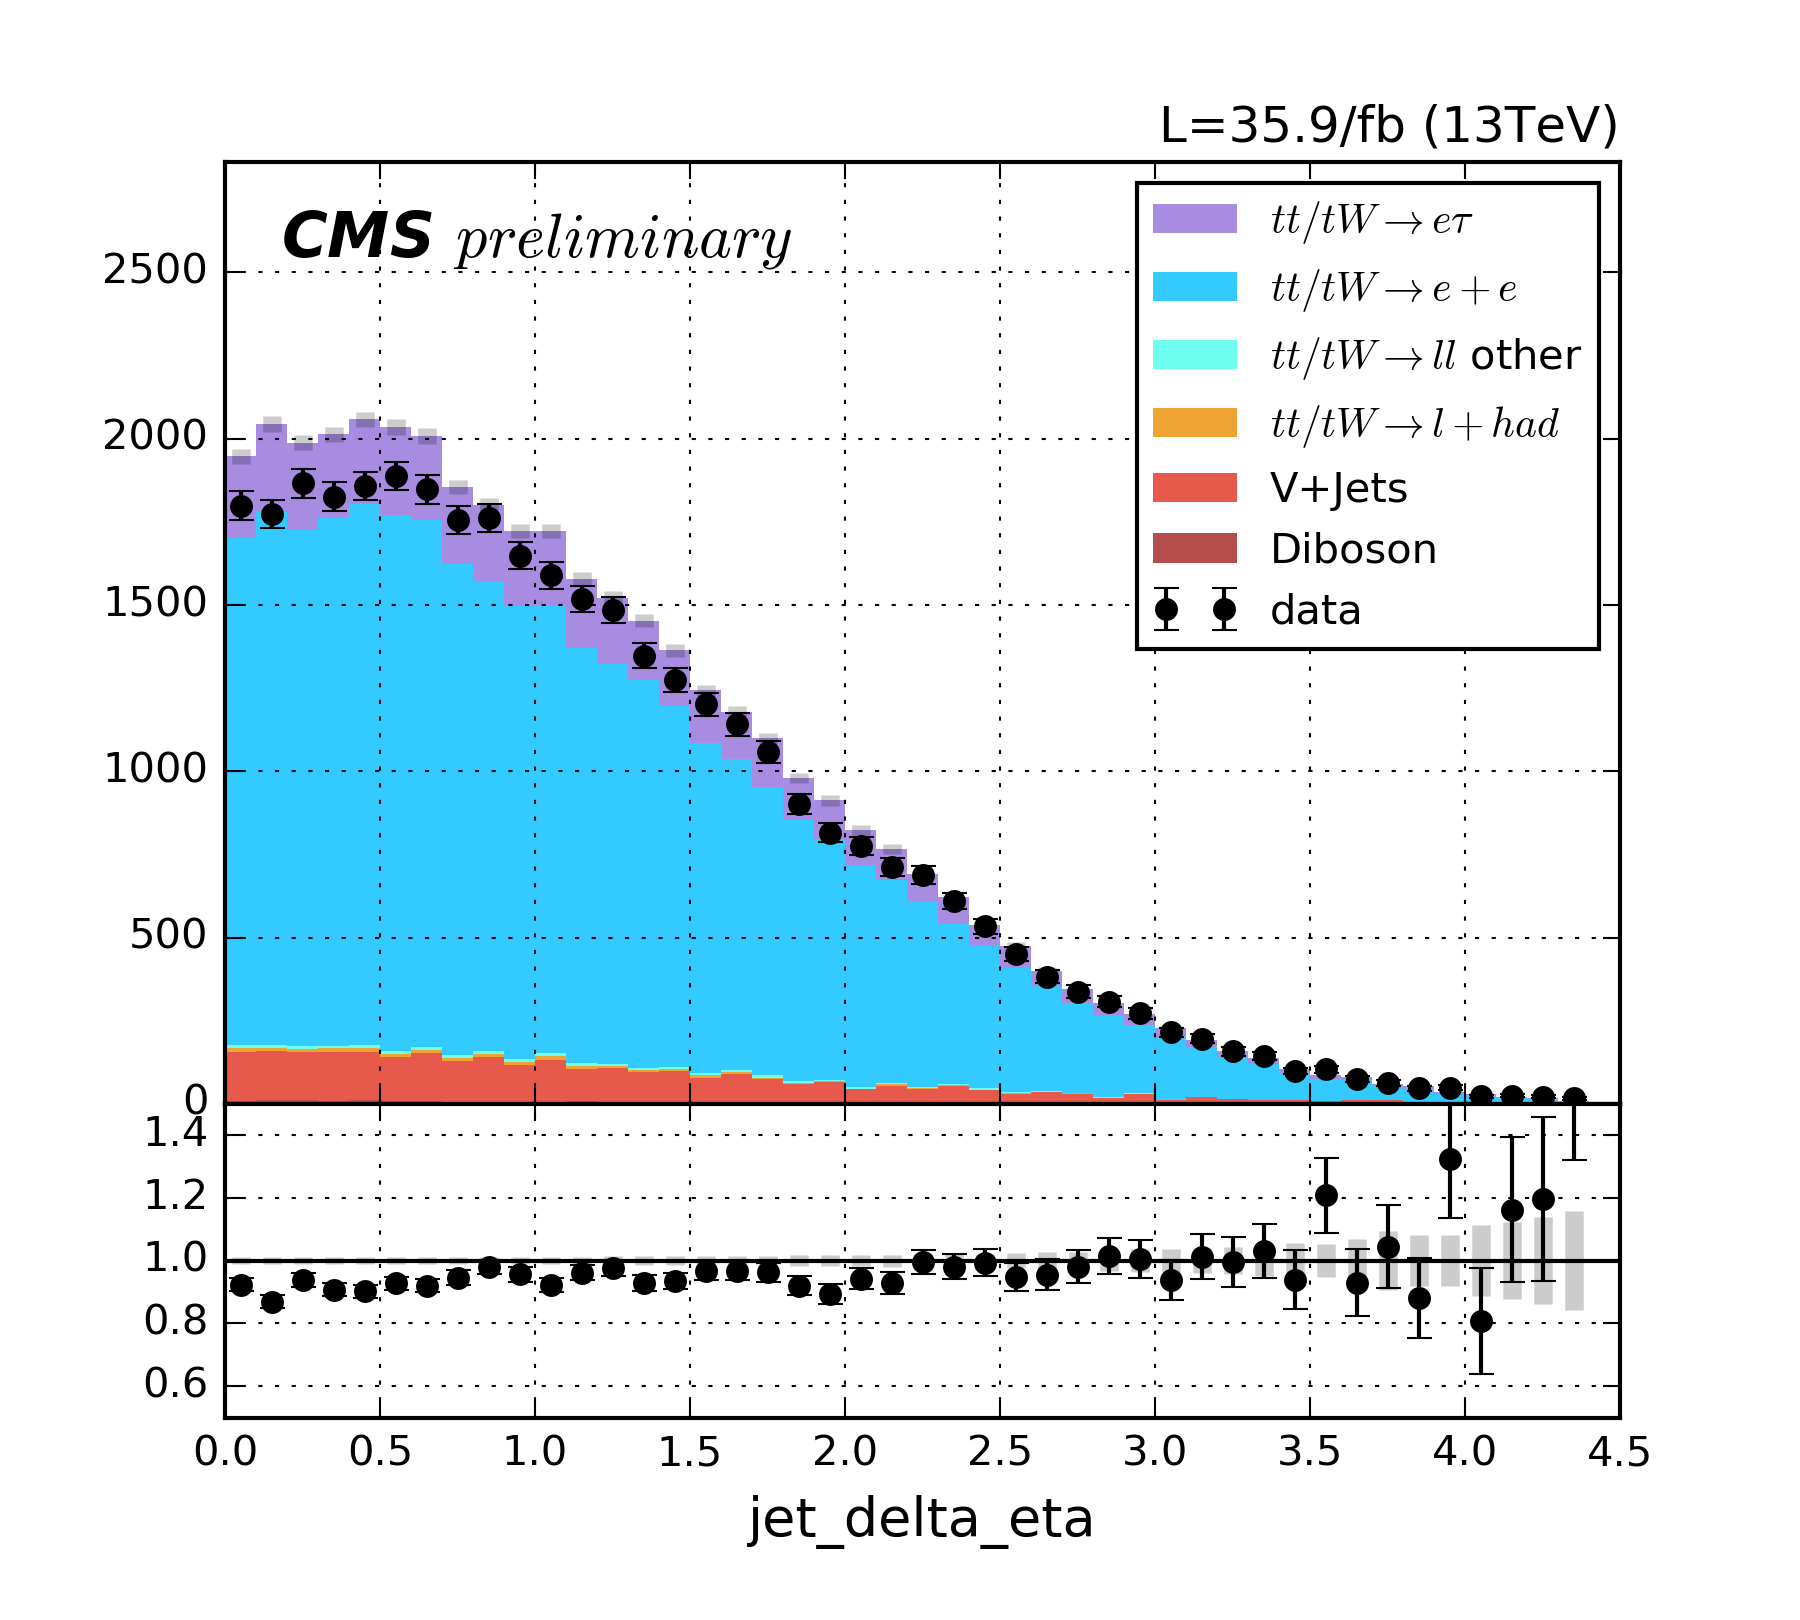 L=35.9/fb (13TeV)
CMS preliminary
tt/tW→eτ
tt/tW→e+e
tt/tW→ll other
tt/tW→l+had
V+Jets
Diboson
data
2500
2000
1500
1000
500
0
1.4
1.2
1.0
0.8
0.6
0.0 0.5 1.0 1.5 2.0 2.5 3.0 3.5 4.0 4.5
jet_delta_eta